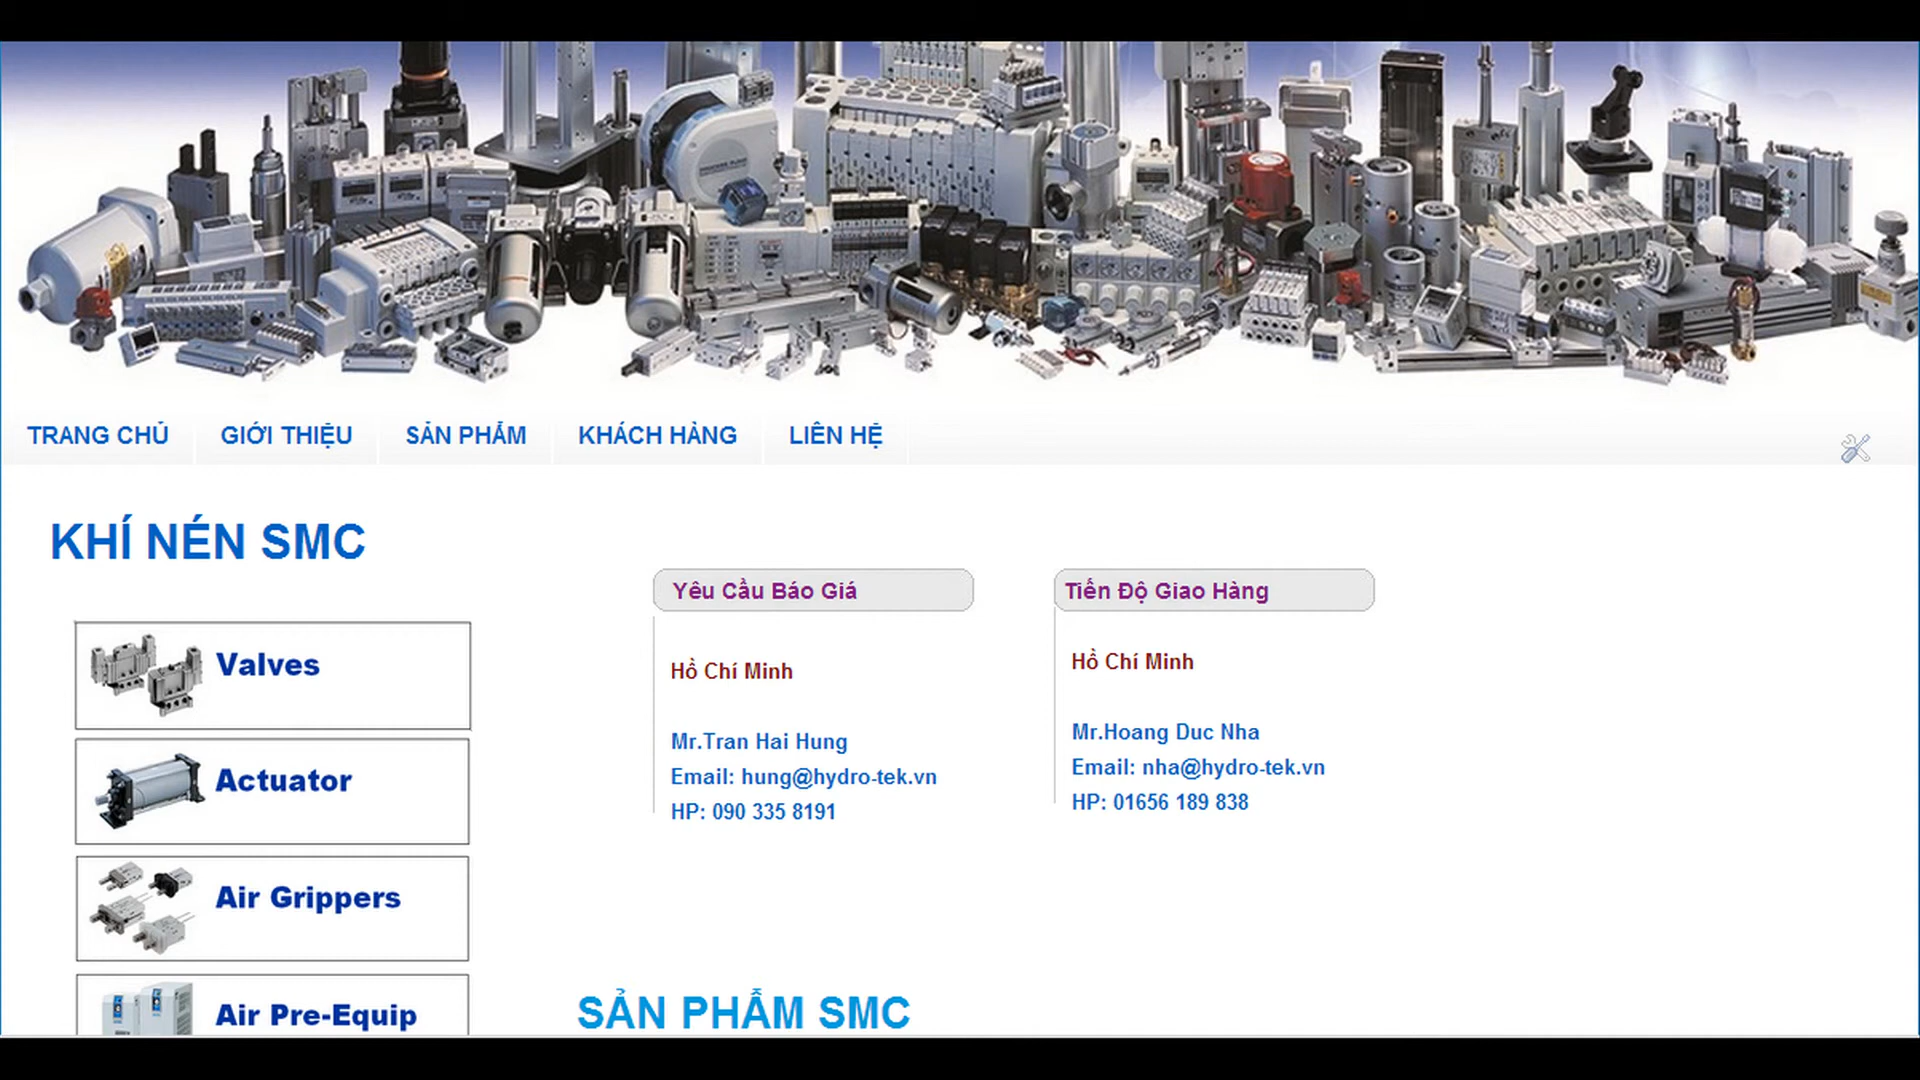 TRANG CHỦ
GIỚI THIỆU
SẢN PHẨM
KHÁCH HÀNG
LIÊN HỆ
KHÍ NÉN SMC
Valves
Actuator
Air Grippers
Air Pre-Equip
Yêu Cầu Báo Giá
Hồ Chí Minh
Mr.Tran Hai Hung
Email: hung@hydro-tek.vn
HP: 090 335 8191
Tiến Độ Giao Hàng
Hồ Chí Minh
Mr.Hoang Duc Nha
Email: nha@hydro-tek.vn
HP: 01656 189 838
SẢN PHẨM SMC